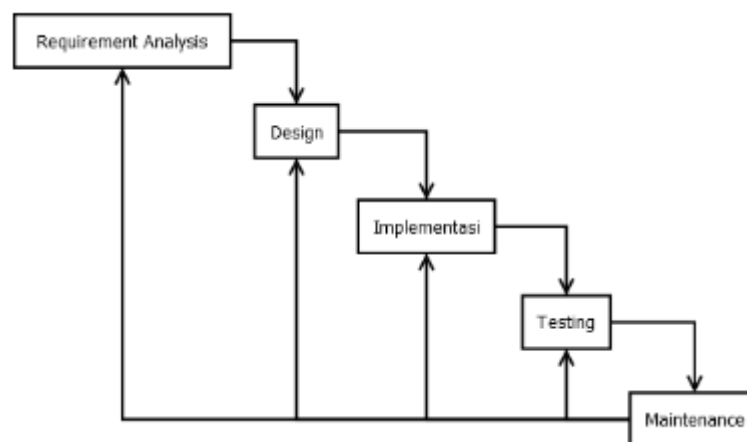 Requirement Analysis
Design
Implementasi
Testing
Maintenance